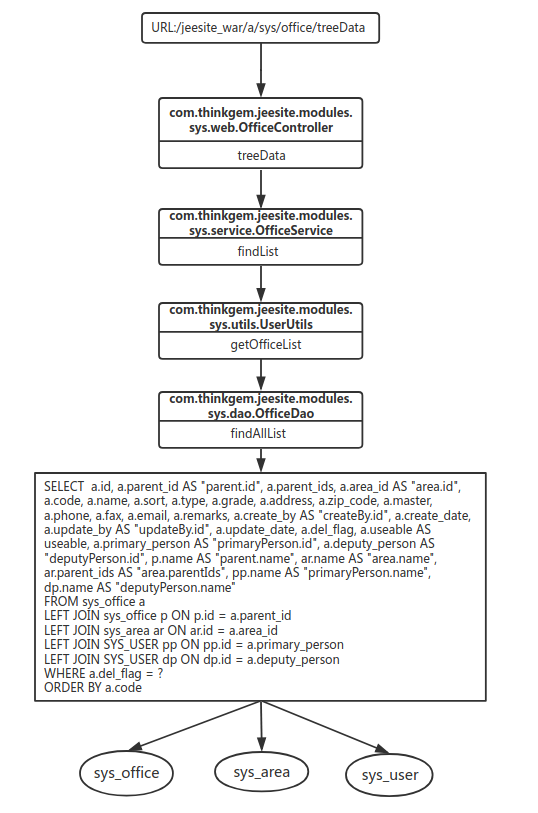 URL:/jeesite_war/a/sys/office/treeData
com.thinkgem.jeesite.modules.
sys.web.OfficeController
treeData
com.thinkgem.jeesite.modules.
sys.service.OfficeService
findList
com.thinkgem.jeesite.modules.
sys.utils.UserUtils
getOfficeList
com.thinkgem.jeesite.modules.
sys.dao.OfficeDao
findAllList
SELECT  a.id, a.parent_id AS "parent.id", a.parent_ids, a.area_id AS "area.id",
a.code, a.name, a.sort, a.type, a.grade, a.address, a.zip_code, a.master,
a.phone, a.fax, a.email, a.remarks, a.create_by AS "createBy.id", a.create_date,
a.update_by AS "updateBy.id", a.update_date, a.del_flag, a.useable AS
useable, a.primary_person AS "primaryPerson.id", a.deputy_person AS
"deputyPerson.id", p.name AS "parent.name", ar.name AS "area.name",
ar.parent_ids AS "area.parentIds", pp.name AS "primaryPerson.name",
dp.name AS "deputyPerson.name"
FROM sys_office a
LEFT JOIN sys_office p ON p.id = a.parent_id
LEFT JOIN sys_area ar ON ar.id = a.area_id
LEFT JOIN SYS_USER pp ON pp.id = a.primary_person
LEFT JOIN SYS_USER dp ON dp.id = a.deputy_person
WHERE a.del_flag = ?
ORDER BY a.code
sys_office
sys_area
sys_user